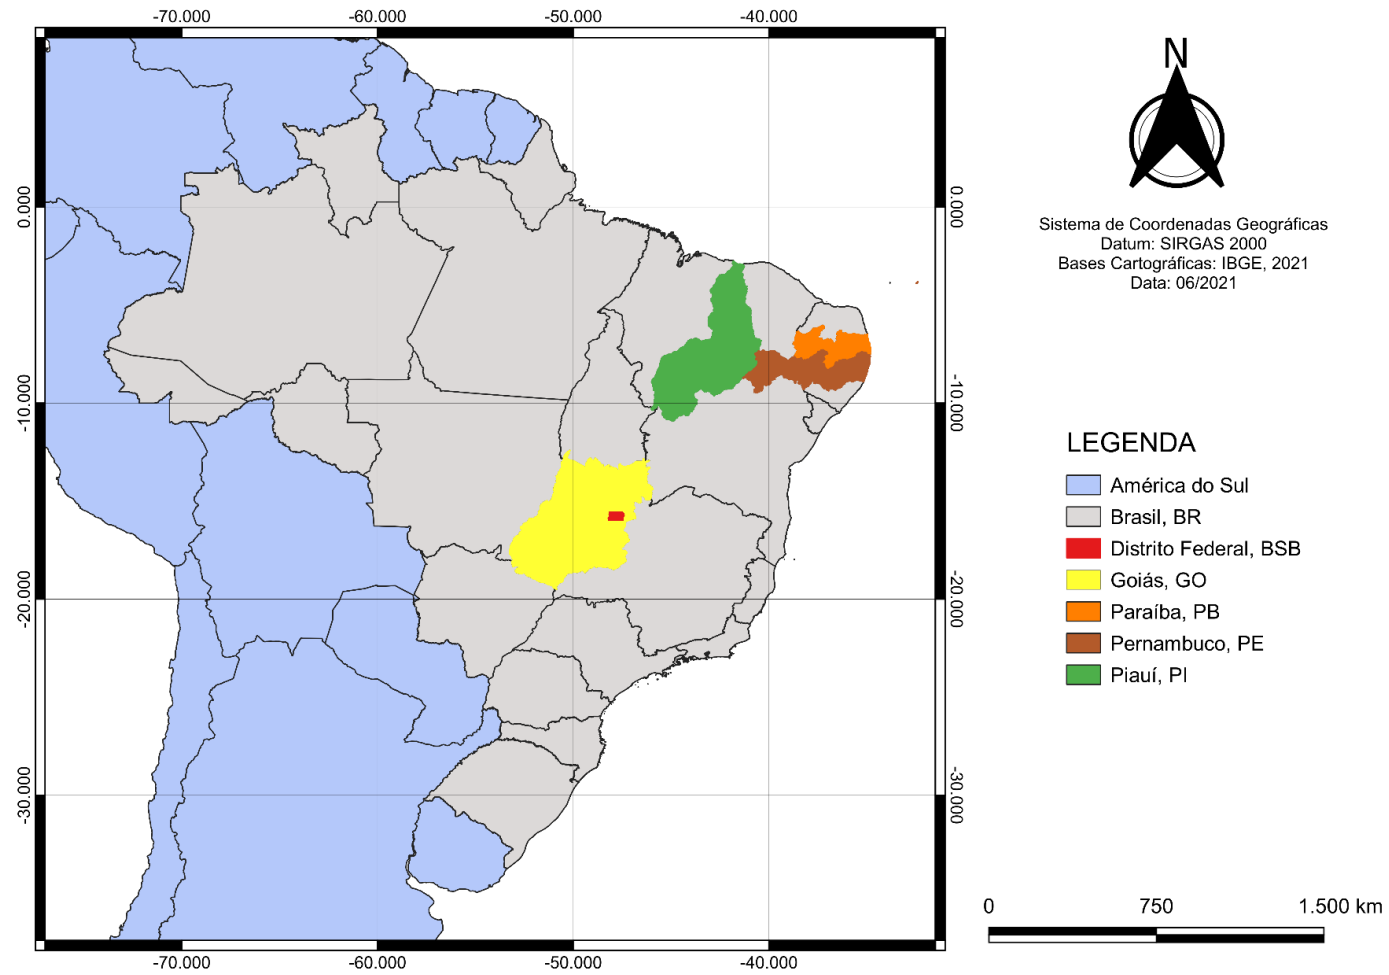 -70.000 -60.000 -50.000 -40.000
0.000
-10.000
-20.000
-30.000
0.000
-10.000
-20.000
-30.000
-70.000 -60.000 -50.000 -40.000
N
Sistema de Coordenadas Geográficas
Datum: SIRGAS 2000
Bases Cartográficas: IBGE, 2021
Data: 06/2021
LEGENDA
América do Sul
Brasil, BR
Distrito Federal, BSB
Goiás, GO
Paraíba, PB
Pernambuco, PE
Piauí, PI
0 750 1.500 km